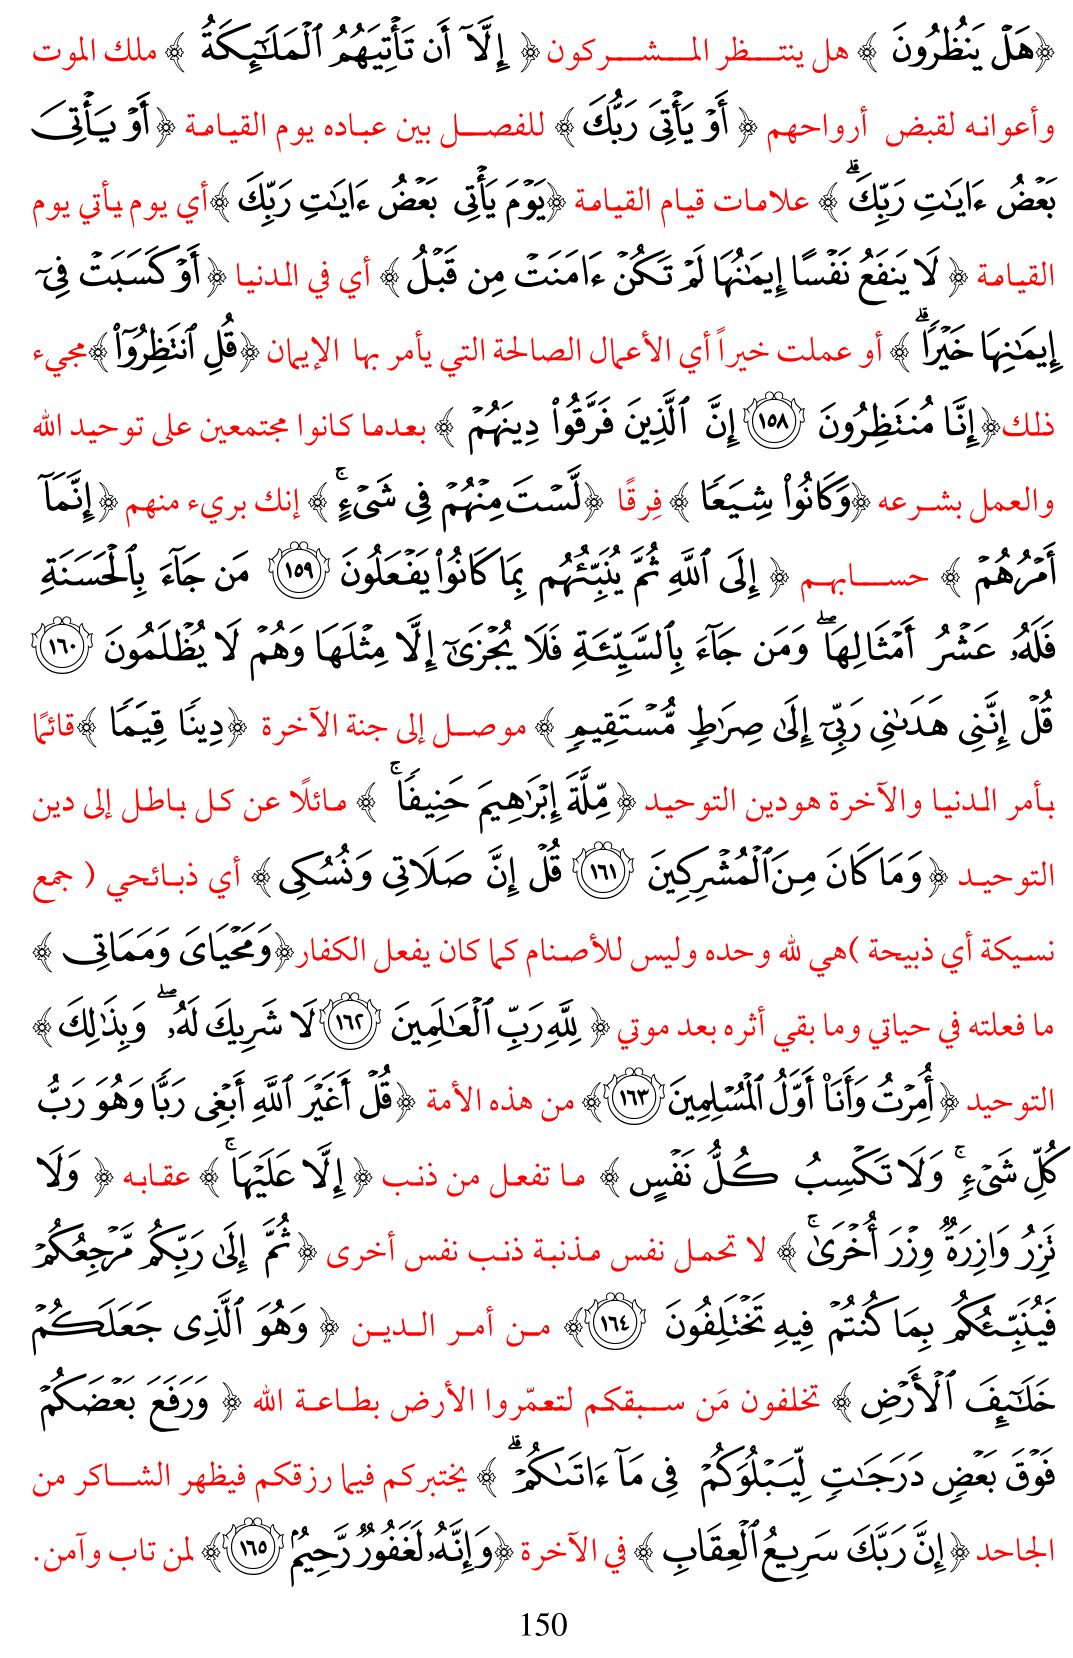 ﴿هَلْ يَنظُرُونَ ﴾ هل ينتظر المشركون ﴿ إِلَّآ أَن تَأْتِيَهُمُ ٱلْمَلَٰٓئِكَةُ ﴾ ملك الموت
وأعوانه لقبض أرواحهم ﴿ أَوْ يَأْتِىَ رَبُّكَ ﴾ للفصل بين عباده يوم القيامة ﴿أَوْ يَأْتِىَ
بَعْضُ ءَايَٰتِ رَبِّكَ ۗ ﴾ علامات قيام القيامة ﴿يَوْمَ يَأْتِى بَعْضُ ءَايَٰتِ رَبِّكَ ﴾أي يوم يأتي يوم
القيامة ﴿ لَا يَنفَعُ نَفْسًا إِيمَٰنُهَا لَمْ تَكُنْ ءَامَنَتْ مِن قَبْلُ ﴾ أي في الدنيا ﴿أَوْ كَسَبَتْ فِىٓ
إِيمَٰنِهَا خَيْرًا ۗ ﴾ أو عملت خيراً أي الأعمال الصالحة التي يأمر بها الإيمان ﴿قُلِ ٱنتَظِرُوٓا۟ ﴾مجيء
ذلك﴿إِنَّا مُنتَظِرُونَ ١٥٨ إِنَّ ٱلَّذِينَ فَرَّقُوا۟ دِينَهُمْ ﴾ بعدما كانوا مجتمعين على توحيد الله
والعمل بشرعه ﴿وَكَانُوا۟ شِيَعًا ﴾ فِرقًا ﴿لَّسْتَ مِنْهُمْ فِى شَىْءٍ ۚ ﴾ إنك بريء منهم ﴿إِنَّمَآ
أَمْرُهُمْ ﴾ حسابهم ﴿ إِلَى ٱللَّهِ ثُمَّ يُنَبِّئُهُم بِمَا كَانُوا۟ يَفْعَلُونَ ١٥٩ مَن جَآءَ بِٱلْحَسَنَةِ
فَلَهُۥ عَشْرُ أَمْثَالِهَا ۖ وَمَن جَآءَ بِٱلسَّيِّئَةِ فَلَا يُجْزَىٰٓ إِلَّا مِثْلَهَا وَهُمْ لَا يُظْلَمُونَ ١٦٠
قُلْ إِنَّنِى هَدَىٰنِى رَبِّىٓ إِلَىٰ صِرَٰطٍ مُّسْتَقِيمٍ ﴾ موصل إلى جنة الآخرة ﴿دِينًا قِيَمًا ﴾قائمًا
بأمر الدنيا والآخرة هودين التوحيد ﴿مِّلَّةَ إِبْرَٰهِيمَ حَنِيفًا ۚ ﴾ مائلًا عن كل باطل إلى دين
التوحيد ﴿وَمَا كَانَ مِنَ ٱلْمُشْرِكِينَ ١٦١ قُلْ إِنَّ صَلَاتِى وَنُسُكِى ﴾ أي ذبائحي ( جمع
نسيكة أي ذبيحة )هي لله وحده وليس للأصنام كما كان يفعل الكفار﴿وَمَحْيَاىَ وَمَمَاتِى ﴾
ما فعلته في حياتي وما بقي أثره بعد موتي ﴿ لِلَّهِ رَبِّ ٱلْعَٰلَمِينَ ١٦٢ لَا شَرِيكَ لَهُۥ ۖ وَبِذَٰلِكَ ﴾
التوحيد ﴿أُمِرْتُ وَأَنَا۠ أَوَّلُ ٱلْمُسْلِمِينَ ١٦٣﴾ من هذه الأمة ﴿قُلْ أَغَيْرَ ٱللَّهِ أَبْغِى رَبًّا وَهُوَ رَبُّ
كُلِّ شَىْءٍ ۚ وَلَا تَكْسِبُ كُلُّ نَفْسٍ ﴾ ما تفعل من ذنب ﴿ إِلَّا عَلَيْهَا ۚ ﴾ عقابه ﴿ وَلَا
تَزِرُ وَازِرَةٌ وِزْرَ أُخْرَىٰ ۚ ﴾ لا تحمل نفس مذنبة ذنب نفس أخرى ﴿ثُمَّ إِلَىٰ رَبِّكُم مَّرْجِعُكُمْ
فَيُنَبِّئُكُم بِمَا كُنتُمْ فِيهِ تَخْتَلِفُونَ ١٦٤﴾ من أمر الدين ﴿ وَهُوَ ٱلَّذِى جَعَلَكُمْ
خَلَٰٓئِفَ ٱلْأَرْضِ ﴾ تخلفون مَن سبقكم لتعمّروا الأرض بطاعة الله ﴿ وَرَفَعَ بَعْضَكُمْ
فَوْقَ بَعْضٍ دَرَجَٰتٍ لِّيَبْلُوَكُمْ فِى مَآ ءَاتَىٰكُمْ ۗ ﴾ يختبركم فيما رزقكم فيظهر الشاكر من
الجاحد ﴿إِنَّ رَبَّكَ سَرِيعُ ٱلْعِقَابِ ﴾ في الآخرة ﴿وَإِنَّهُۥ لَغَفُورٌ رَّحِيمٌ ١٦٥﴾ لمن تاب وآمن.
150